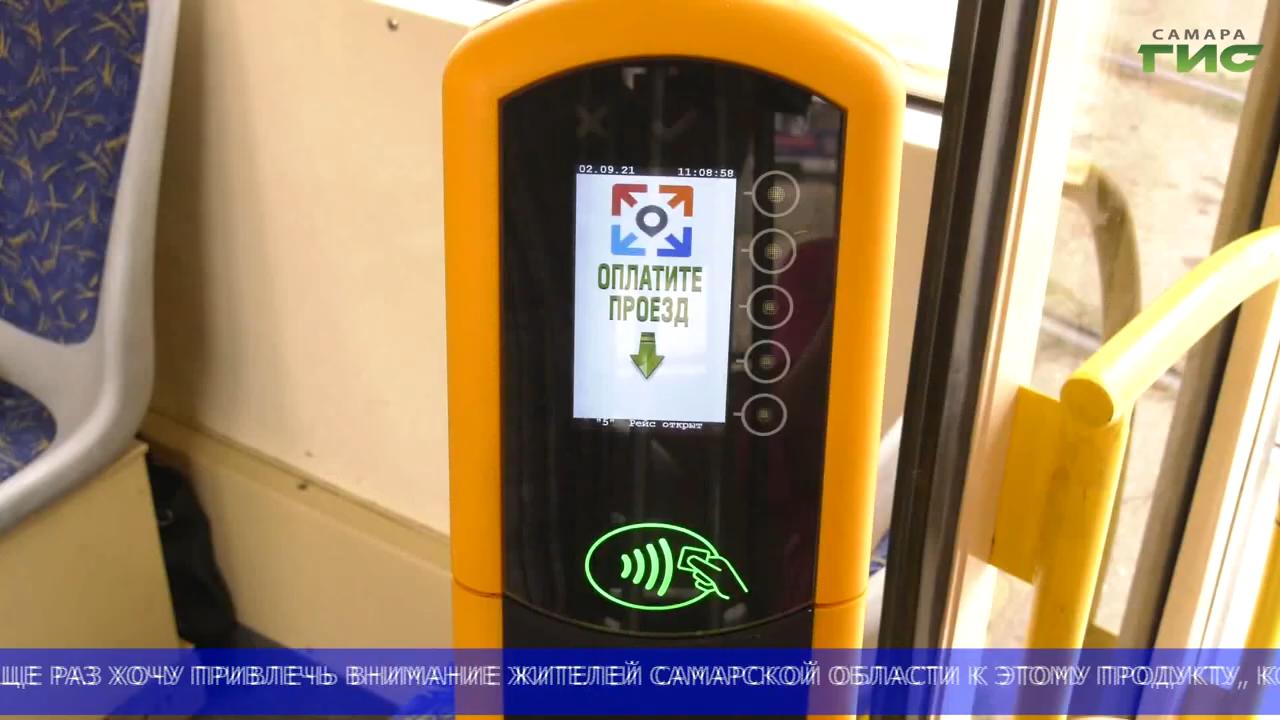 САМАРА
ГИС
02.09.21 11:08:58
ОПЛАТИТЕ
ПРОЕЗД
"5" Рейс открыт
ЩЕ РАЗ ХОЧУ ПРИВЛЕЧЬ ВНИМАНИЕ ЖИТЕЛЕЙ САМАРСКОЙ ОБЛАСТИ К ЭТОМУ ПРОДУКТУ,, КО